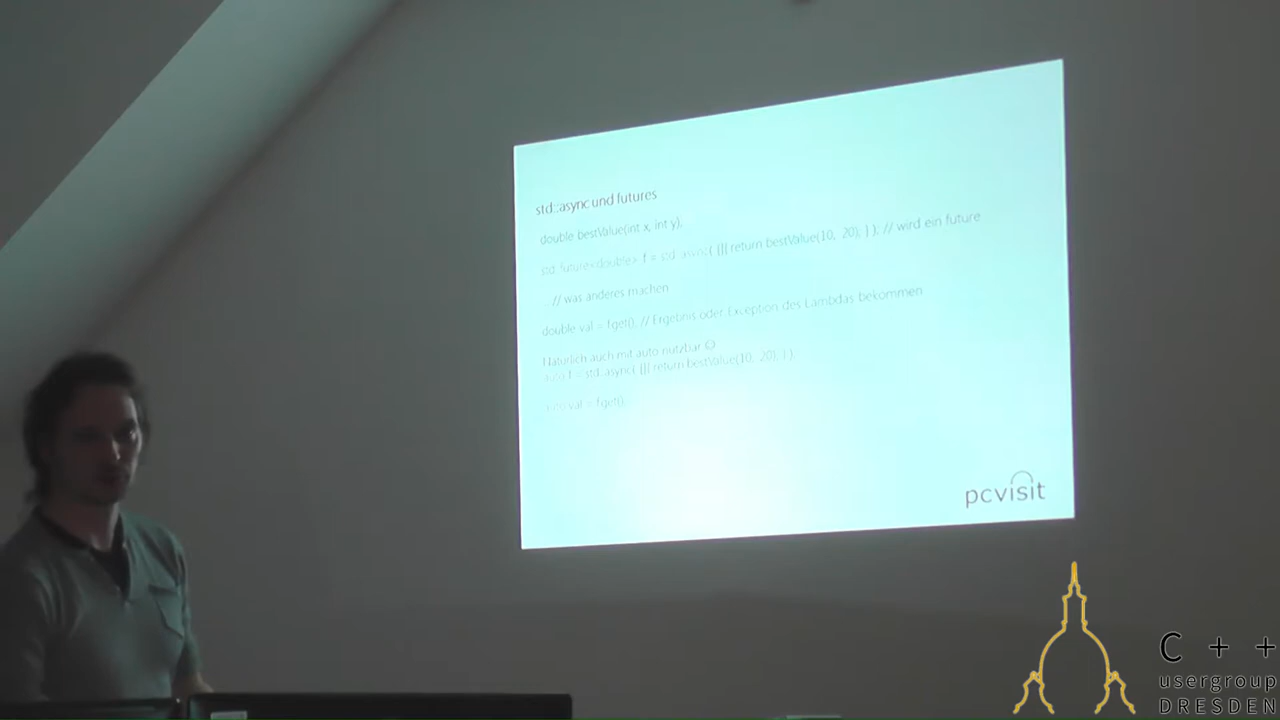 std::async und futures
double bestValue(int x, int y);
std::future<double> f = std::async( []{ return bestValue(10, 20); } ); // wird ein future
// was anderes machen
double val = f.get(); // Ergebnis oder Exception des Lambdas bekommen
Natürlich auch mit auto nutzbar ☺
auto f = std::async( []{ return bestValue(10, 20); } );
auto val = f.get();
pcvisit
C + +
usergroup
DRESDEN